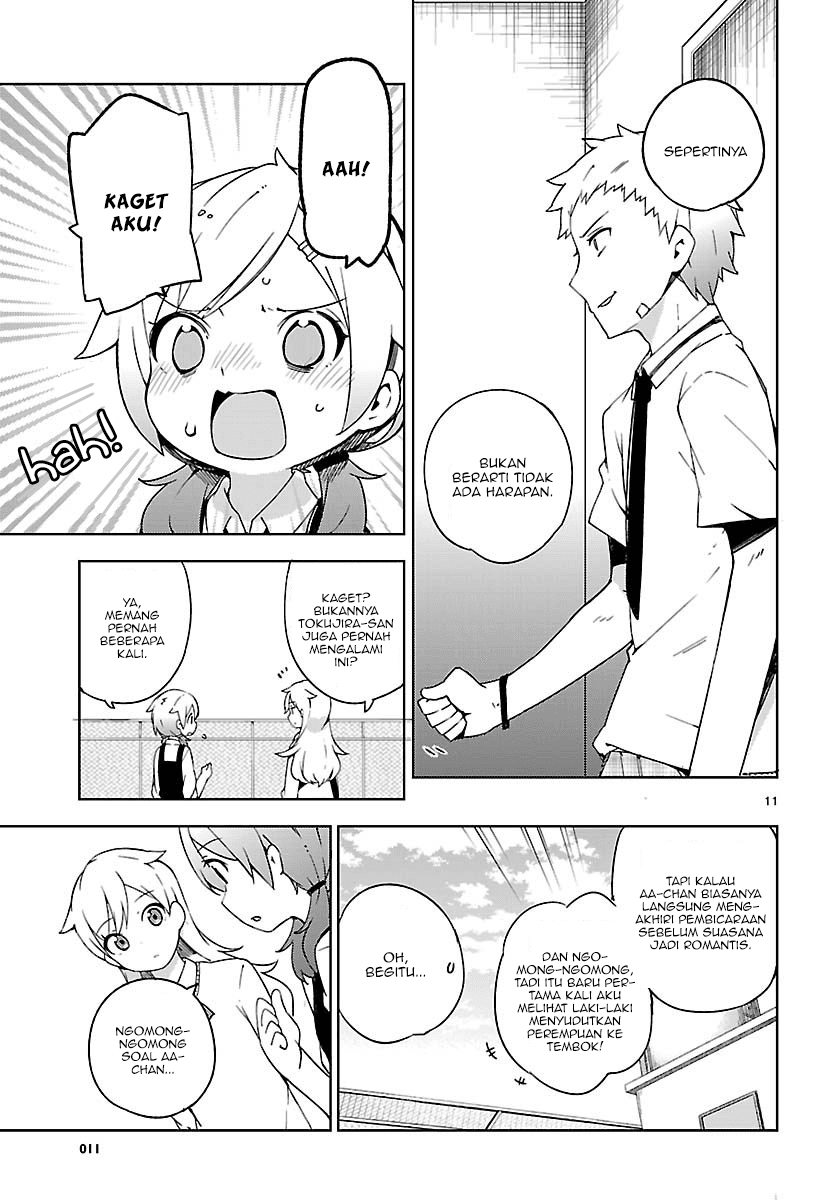 SEPERTINYA
BUKAN
BERARTI TIDAK
ADA HARAPAN.
AAH!
KAGET
AKU!
hah!
KAGET?
BUKANNYA
TOKUJIRA-SAN
JUGA PERNAH
MENGALAMI
INI?
YA,
MEMANG
PERNAH
BEBERAPA
KALI.
11
TAPI KALAU
AA-CHAN BIASANYA
LANGSUNG MENG-
AKHIRI PEMBICARAAN
SEBELUM SUASANA
JADI ROMANTIS.
DAN NGO-
MONG-NGOMONG,
TADI ITU BARU PER-
TAMA KALI AKU
MELIHAT LAKI-LAKI
MENYUDUTKAN
PEREMPUAN KE
TEMBOK!
OH,
BEGITU...
NGOMONG-
NGOMONG
SOAL AA-
CHAN...
011